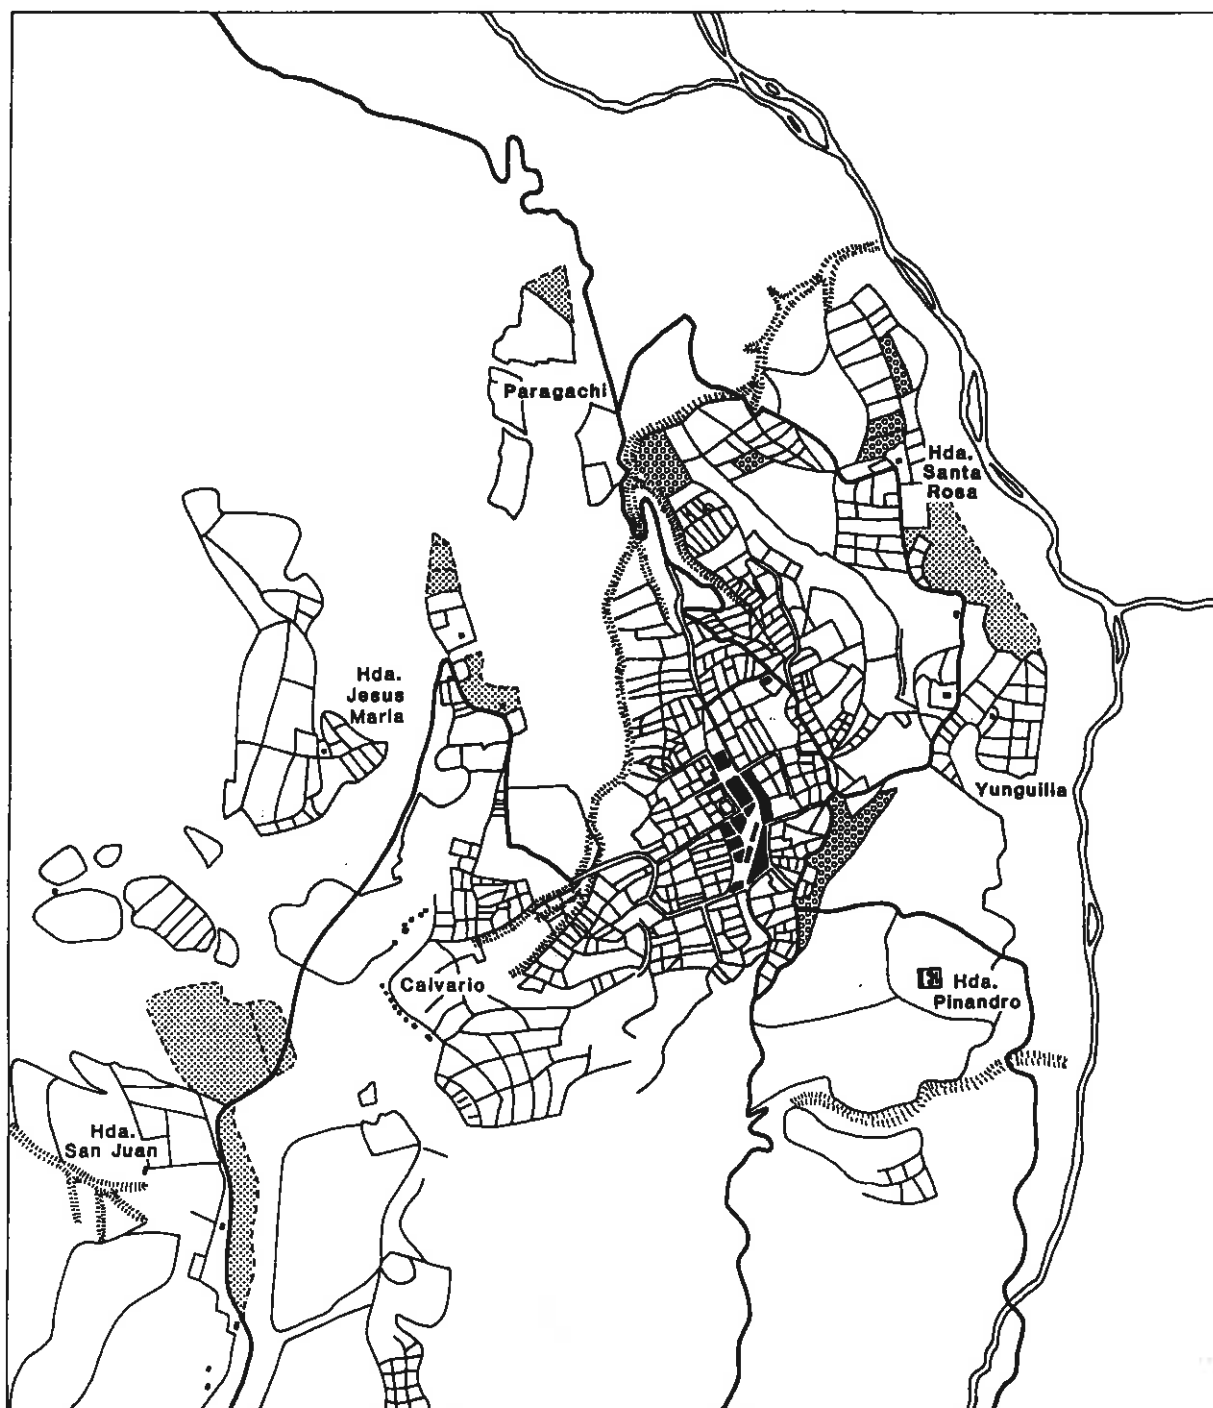 Paragachi
Hda.
Santa
Rosa
Hda.
Jesus
Maria
Yunguilla
Calvario
Hda.
Pinandro
Hda.
San Juan